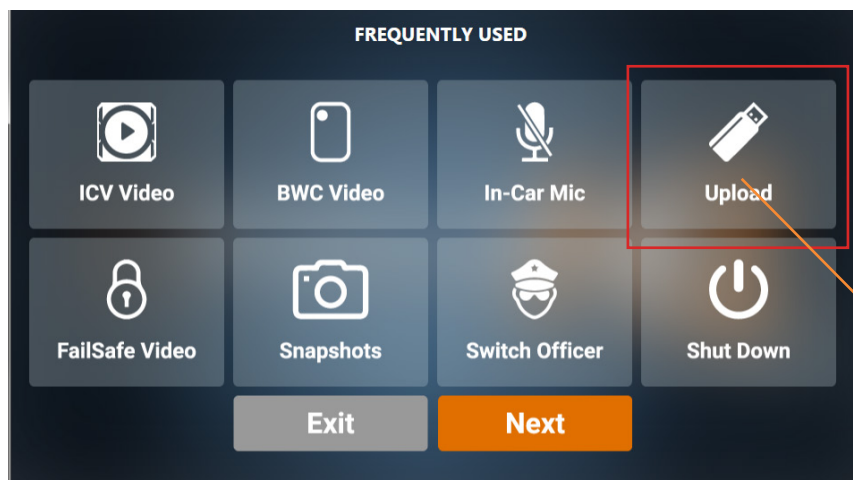 FREQUENTLY USED
ICV Video
BWC Video
In-Car Mic
Upload
FailSafe Video
Snapshots
Switch Officer
Shut Down
Exit
Next